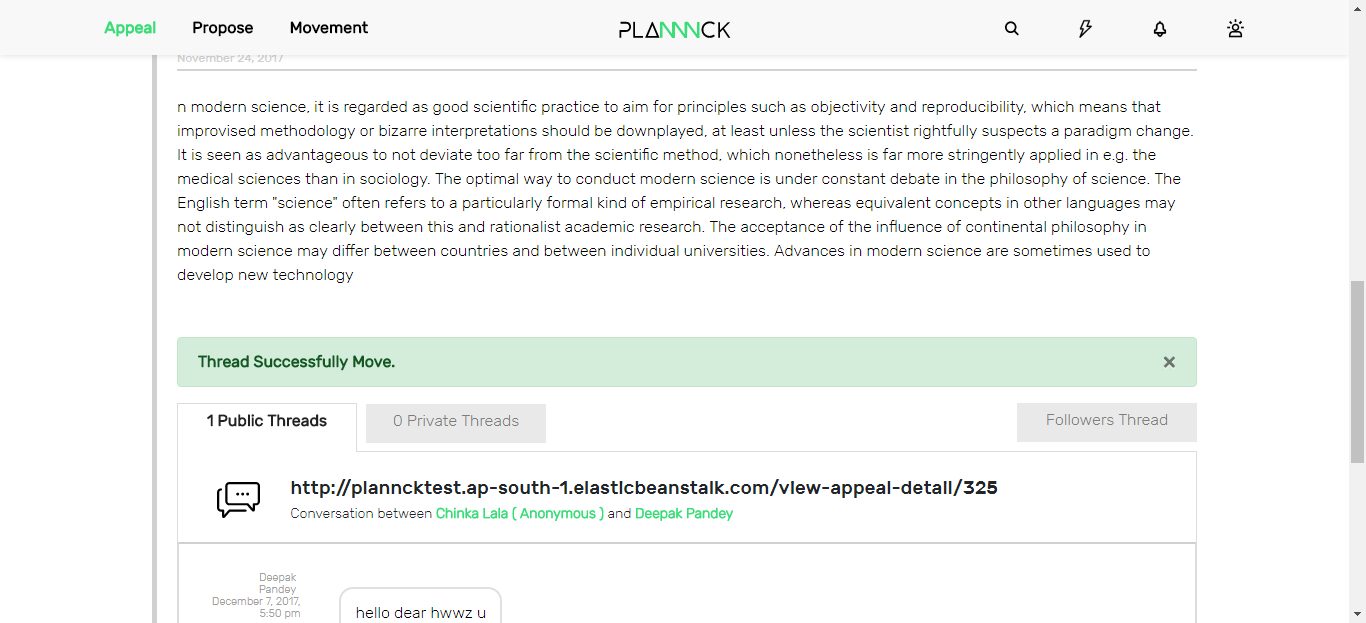 Appeal Propose Movement PLANNNCK
November 24, 2017
n modern science, it is regarded as good scientific practice to aim for principles such as objectivity and reproducibility, which means that
improvised methodology or bizarre interpretations should be downplayed, at least unless the scientist rightfully suspects a paradigm change.
It is seen as advantageous to not deviate too far from the scientific method, which nonetheless is far more stringently applied in e.g. the
medical sciences than in sociology. The optimal way to conduct modern science is under constant debate in the philosophy of science. The
English term "science" often refers to a particularly formal kind of empirical research, whereas equivalent concepts in other languages may
not distinguish as clearly between this and rationalist academic research. The acceptance of the influence of continental philosophy in
modern science may differ between countries and between individual universities. Advances in modern science are sometimes used to
develop new technology
Thread Successfully Move. ×
1 Public Threads 0 Private Threads Followers Thread
http://planncktest.ap-south-1.elasticbeanstalk.com/view-appeal-detail/325
Conversation between Chinka Lala ( Anonymous ) and Deepak Pandey
Deepak
Pandey
December 7, 2017,
5:50 pm
hello dear hwwz u